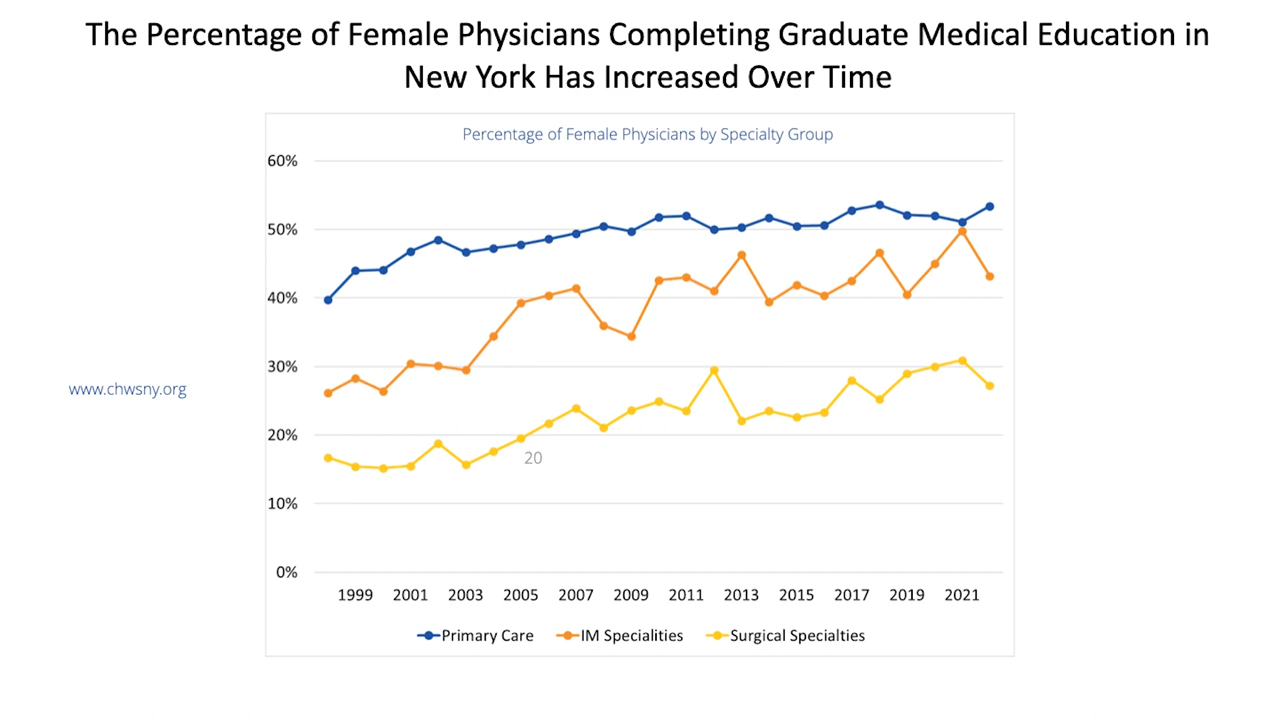 The Percentage of Female Physicians Completing Graduate Medical Education in
New York Has Increased Over Time
Percentage of Female Physicians by Specialty Group
60%
50%
40%
30%
www.chwsny.org
20%
20
10%
0%
1999 2001 2003 2005 2007 2009 2011 2013 2015 2017 2019 2021
Primary Care IM Specialities Surgical Specialties